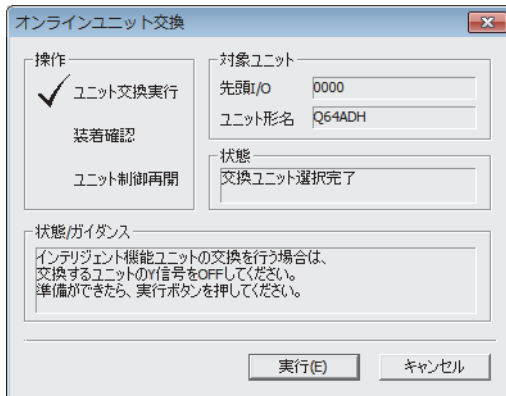 オンラインユニット交換
操作
ユニット交換実行
装着確認
ユニット制御再開
対象ユニット
先頭I/O 0000
ユニット形名 Q64ADH
状態
交換ユニット選択完了
状態/ガイダンス
インテリジェント機能ユニットの交換を行う場合は、
交換するユニットのY信号をOFFしてください。
準備ができたら、実行ボタンを押してください。
実行(E) キャンセル